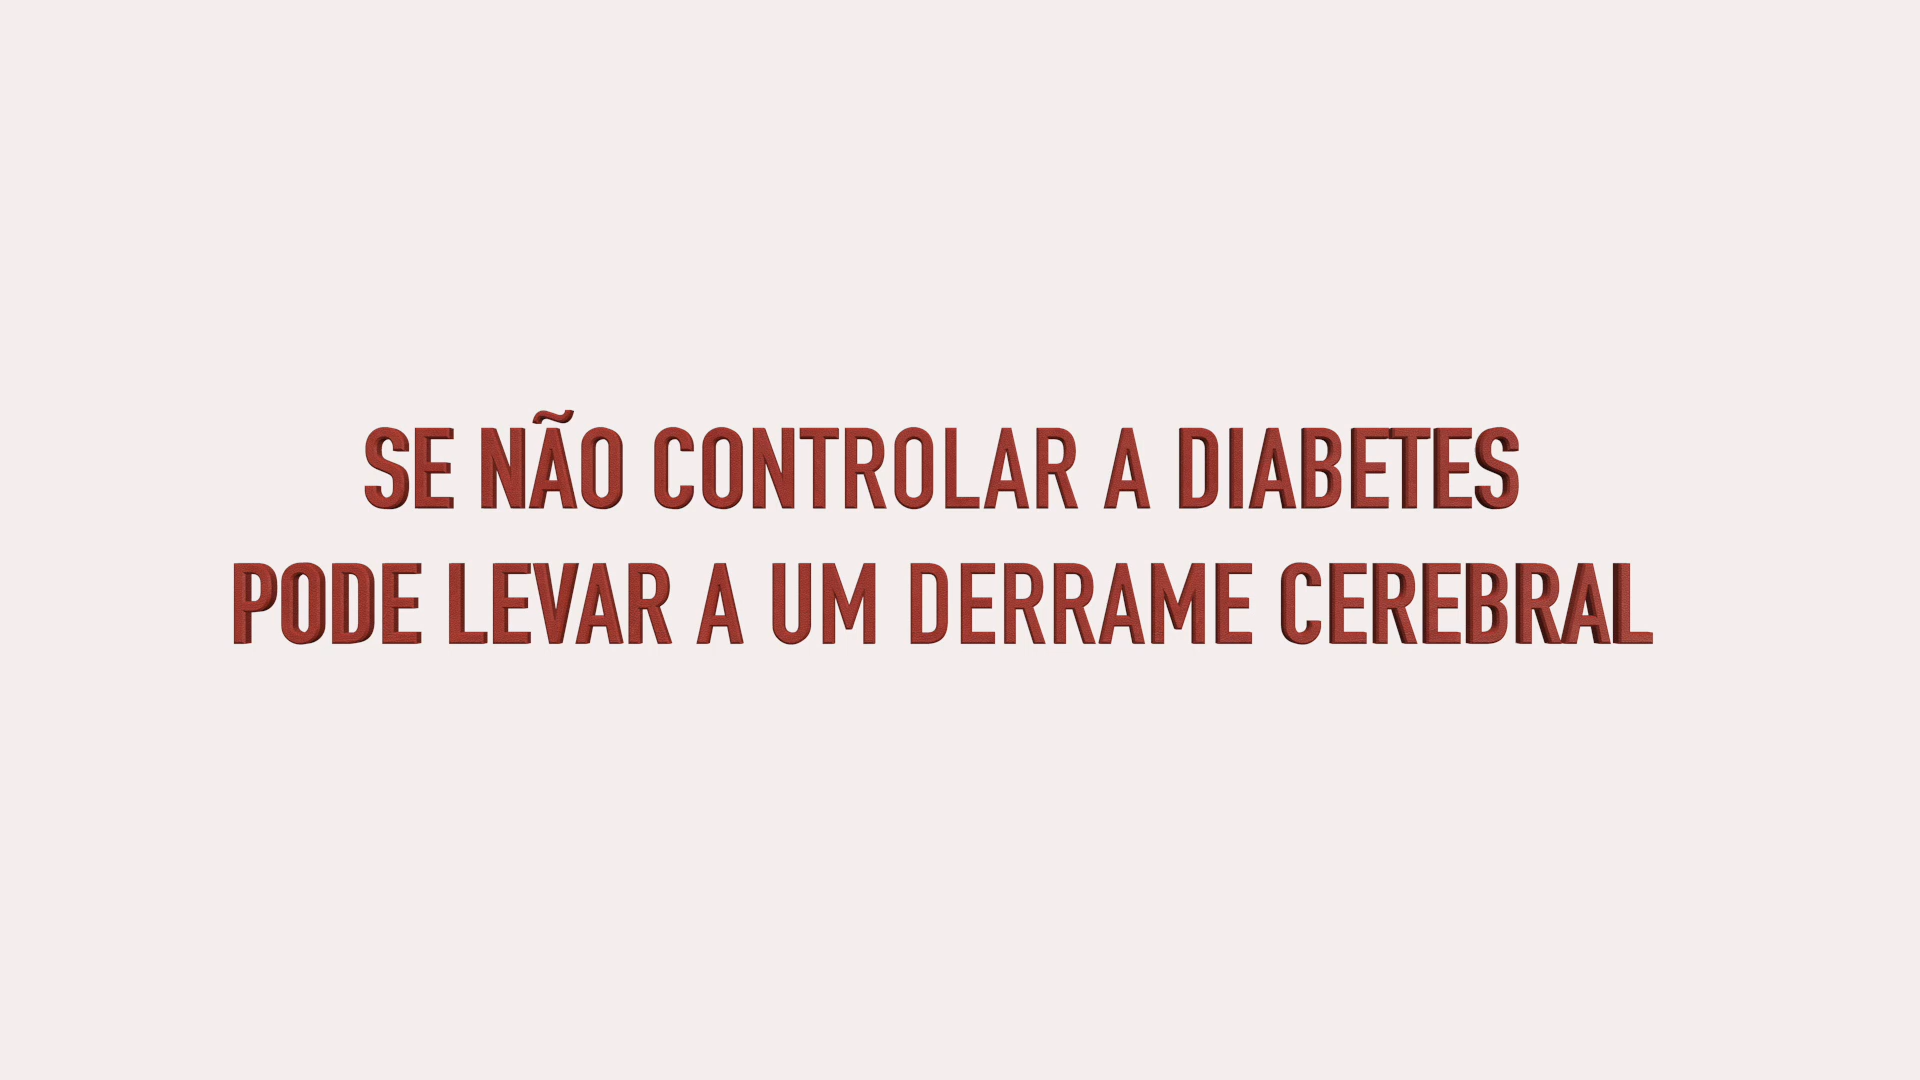 SE NÃO CONTROLAR A DIABETES
PODE LEVAR A UM DERRAME CEREBRAL